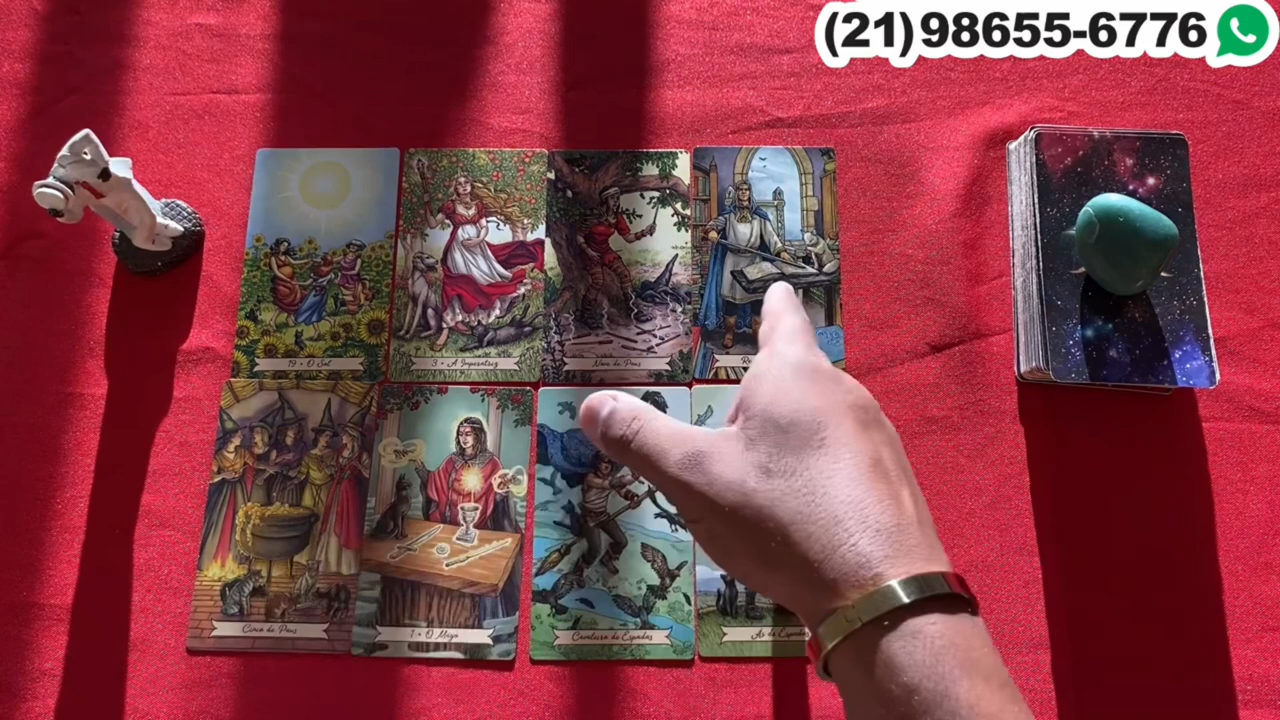 (21)98655-6776
19 • O Sol
3 • A Imperatriz
Nove de Paus
Cinco de Paus
1 • O Mago
Cavaleiro de Espadas
Ás de Espadas